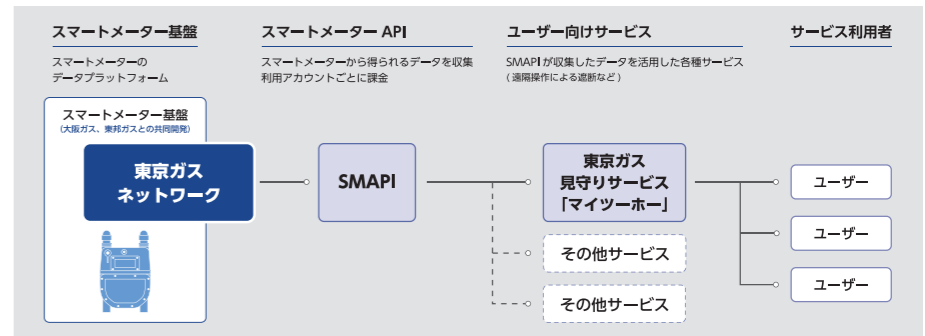 スマートメーター基盤
スマートメーターの
データプラットフォーム
スマートメーター基盤
(大阪ガス、東邦ガスとの共同開発)
東京ガス
ネットワーク
スマートメーター API
スマートメーターから得られるデータを収集
利用アカウントごとに課金
SMAPI
ユーザー向けサービス
SMAPIが収集したデータを活用した各種サービス
(遠隔操作による遮断など)
東京ガス
見守りサービス
「マイツーホー」
その他サービス
その他サービス
サービス利用者
ユーザー
ユーザー
ユーザー